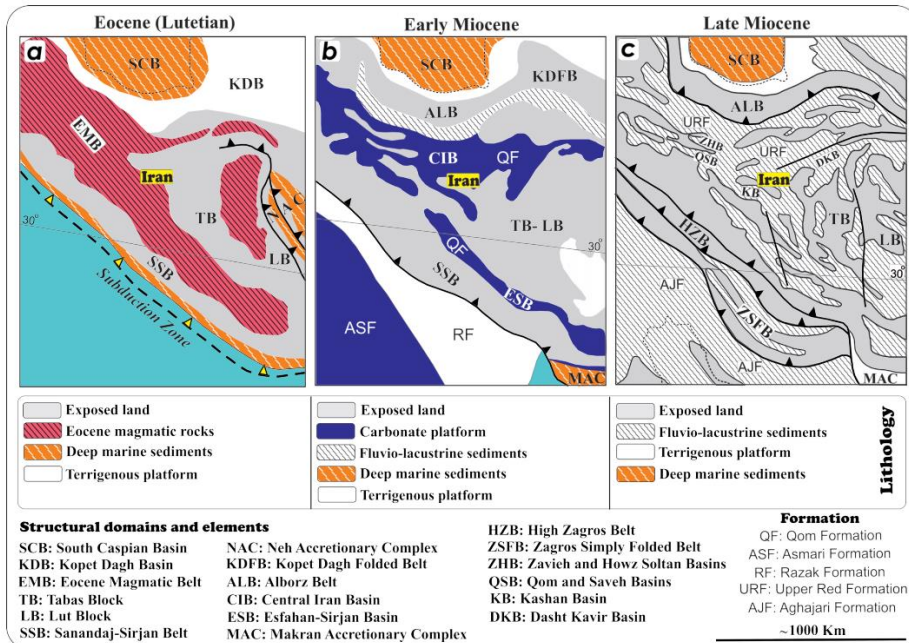 Eocene (Lutetian)
Early Miocene
Late Miocene
a
SCB
KDB
EMB
Iran
TB
NAC
LB
30°
SSB
Subduction Zone
b
SCB
KDFB
ALB
CIB
QF
Iran
TB- LB
30°
QF
SSB
ESB
ASF
RF
MAC
c
SCB
ALB
URF
ZHB
QSB
URF
DKB
KB
Iran
TB
LB
HZB
30°
AJF
ZSFB
AJF
MAC
Exposed land
Eocene magmatic rocks
Deep marine sediments
Terrigenous platform
Exposed land
Carbonate platform
Fluvio-lacustrine sediments
Deep marine sediments
Terrigenous platform
Exposed land
Fluvio-lacustrine sediments
Terrigenous platform
Deep marine sediments
Lithology
Structural domains and elements
SCB: South Caspian Basin
KDB: Kopet Dagh Basin
EMB: Eocene Magmatic Belt
TB: Tabas Block
LB: Lut Block
SSB: Sanandaj-Sirjan Belt
NAC: Neh Accretionary Complex
KDFB: Kopet Dagh Folded Belt
ALB: Alborz Belt
CIB: Central Iran Basin
ESB: Esfahan-Sirjan Basin
MAC: Makran Accretionary Complex
HZB: High Zagros Belt
ZSFB: Zagros Simply Folded Belt
ZHB: Zavieh and Howz Soltan Basins
QSB: Qom and Saveh Basins
KB: Kashan Basin
DKB: Dasht Kavir Basin
Formation
QF: Qom Formation
ASF: Asmari Formation
RF: Razak Formation
URF: Upper Red Formation
AJF: Aghajari Formation
~1000 Km